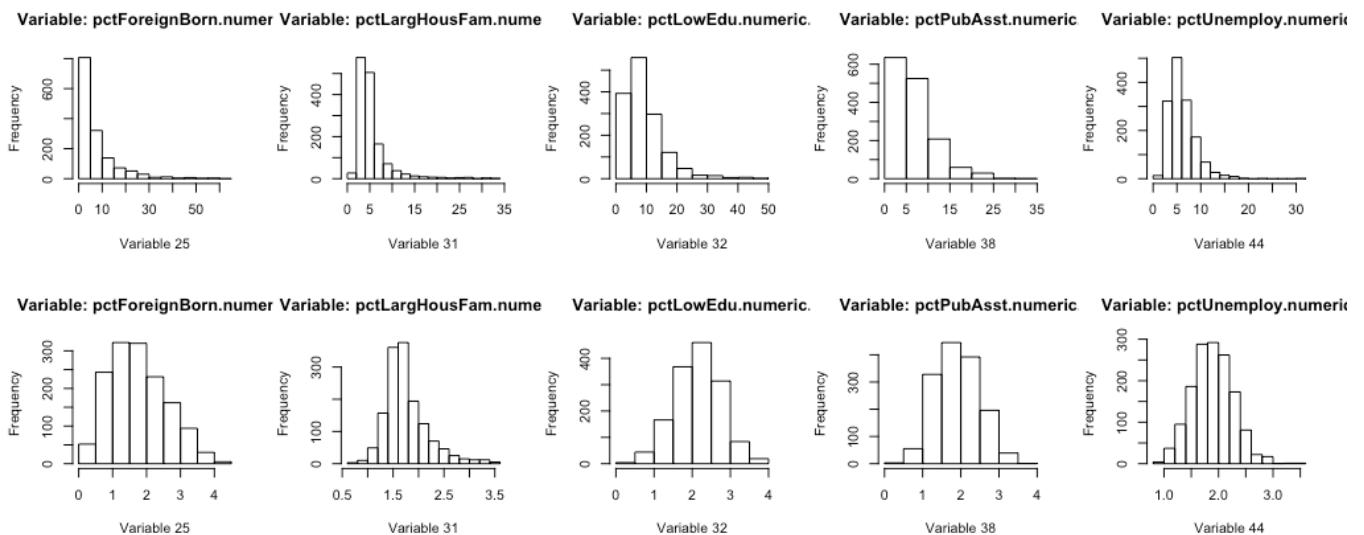 Variable: pctForeignBorn.numer
Variable: pctLargHousFam.nume
Variable: pctLowEdu.numeric.
Variable: pctPubAsst.numeric
Variable: pctUnemploy.numeric
Frequency
0 200 600
0 10 30 50
Variable 25
Frequency
0 200 400
0 5 15 25 35
Variable 31
Frequency
0 200 400
0 10 20 30 40 50
Variable 32
Frequency
0 200 400 600
0 5 15 25 35
Variable 38
Frequency
0 200 400
0 5 10 20 30
Variable 44
Variable: pctForeignBorn.numer
Variable: pctLargHousFam.nume
Variable: pctLowEdu.numeric.
Variable: pctPubAsst.numeric
Variable: pctUnemploy.numeric
Frequency
0 100 200 300
0 1 2 3 4
Variable 25
Frequency
0 100 300
0.5 1.5 2.5 3.5
Variable 31
Frequency
0 200 400
0 1 2 3 4
Variable 32
Frequency
0 100 300
0 1 2 3 4
Variable 38
Frequency
0 100 200 300
1.0 2.0 3.0
Variable 44